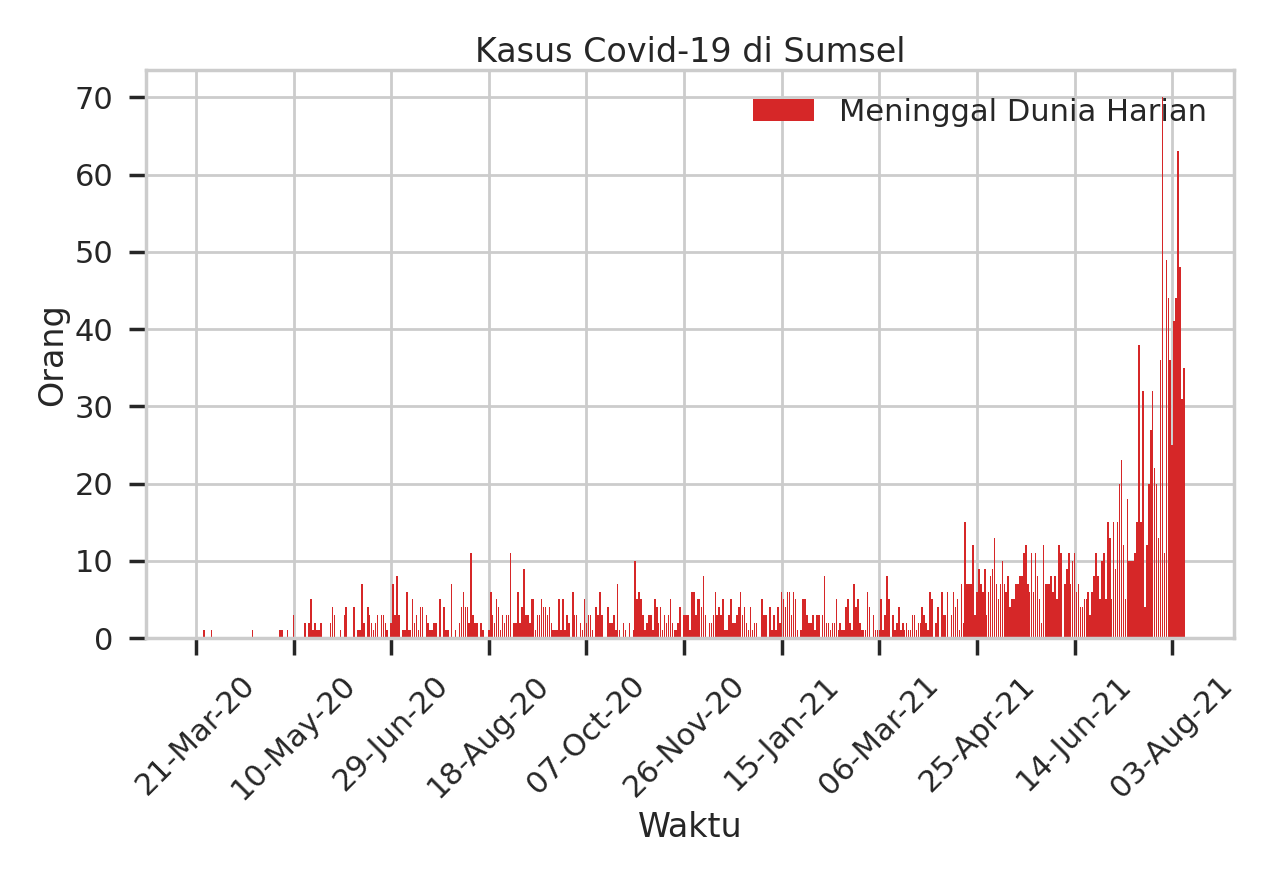 Kasus Covid-19 di Sumsel
Meninggal Dunia Harian
Orang
70
60
50
40
30
20
10
0
21-Mar-20
10-May-20
29-Jun-20
18-Aug-20
07-Oct-20
26-Nov-20
15-Jan-21
06-Mar-21
25-Apr-21
14-Jun-21
03-Aug-21
Waktu